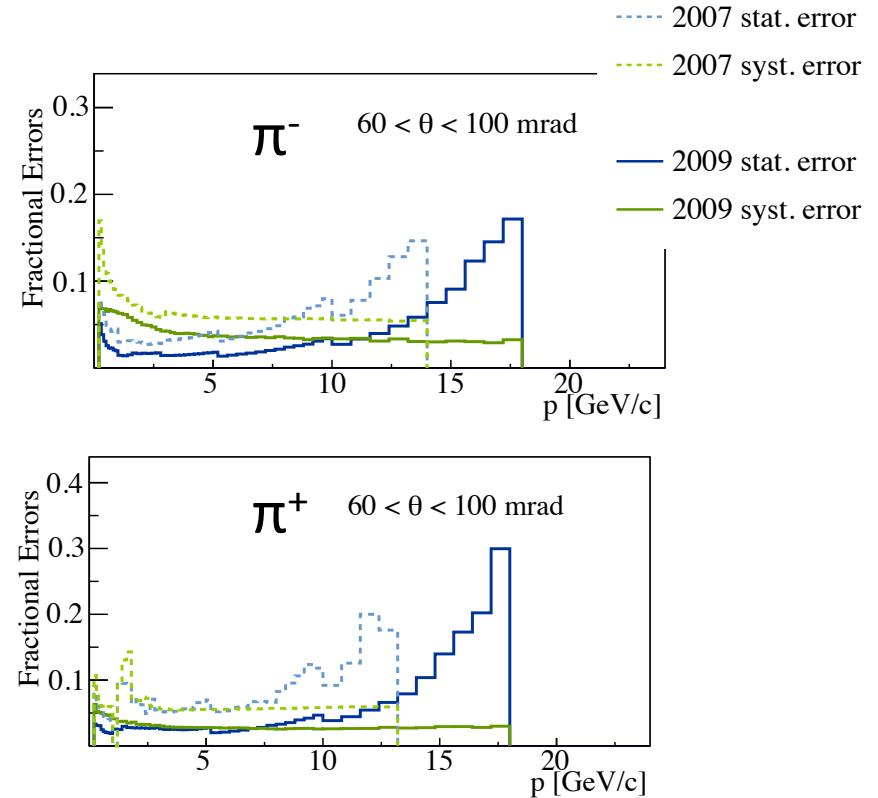 2007 stat. error
2007 syst. error
2009 stat. error
2009 syst. error
π-
60 < θ < 100 mrad
Fractional Errors
0.3
0.2
0.1
5 10 15 20
p [GeV/c]
π+
60 < θ < 100 mrad
Fractional Errors
0.4
0.3
0.2
0.1
5 10 15 20
p [GeV/c]